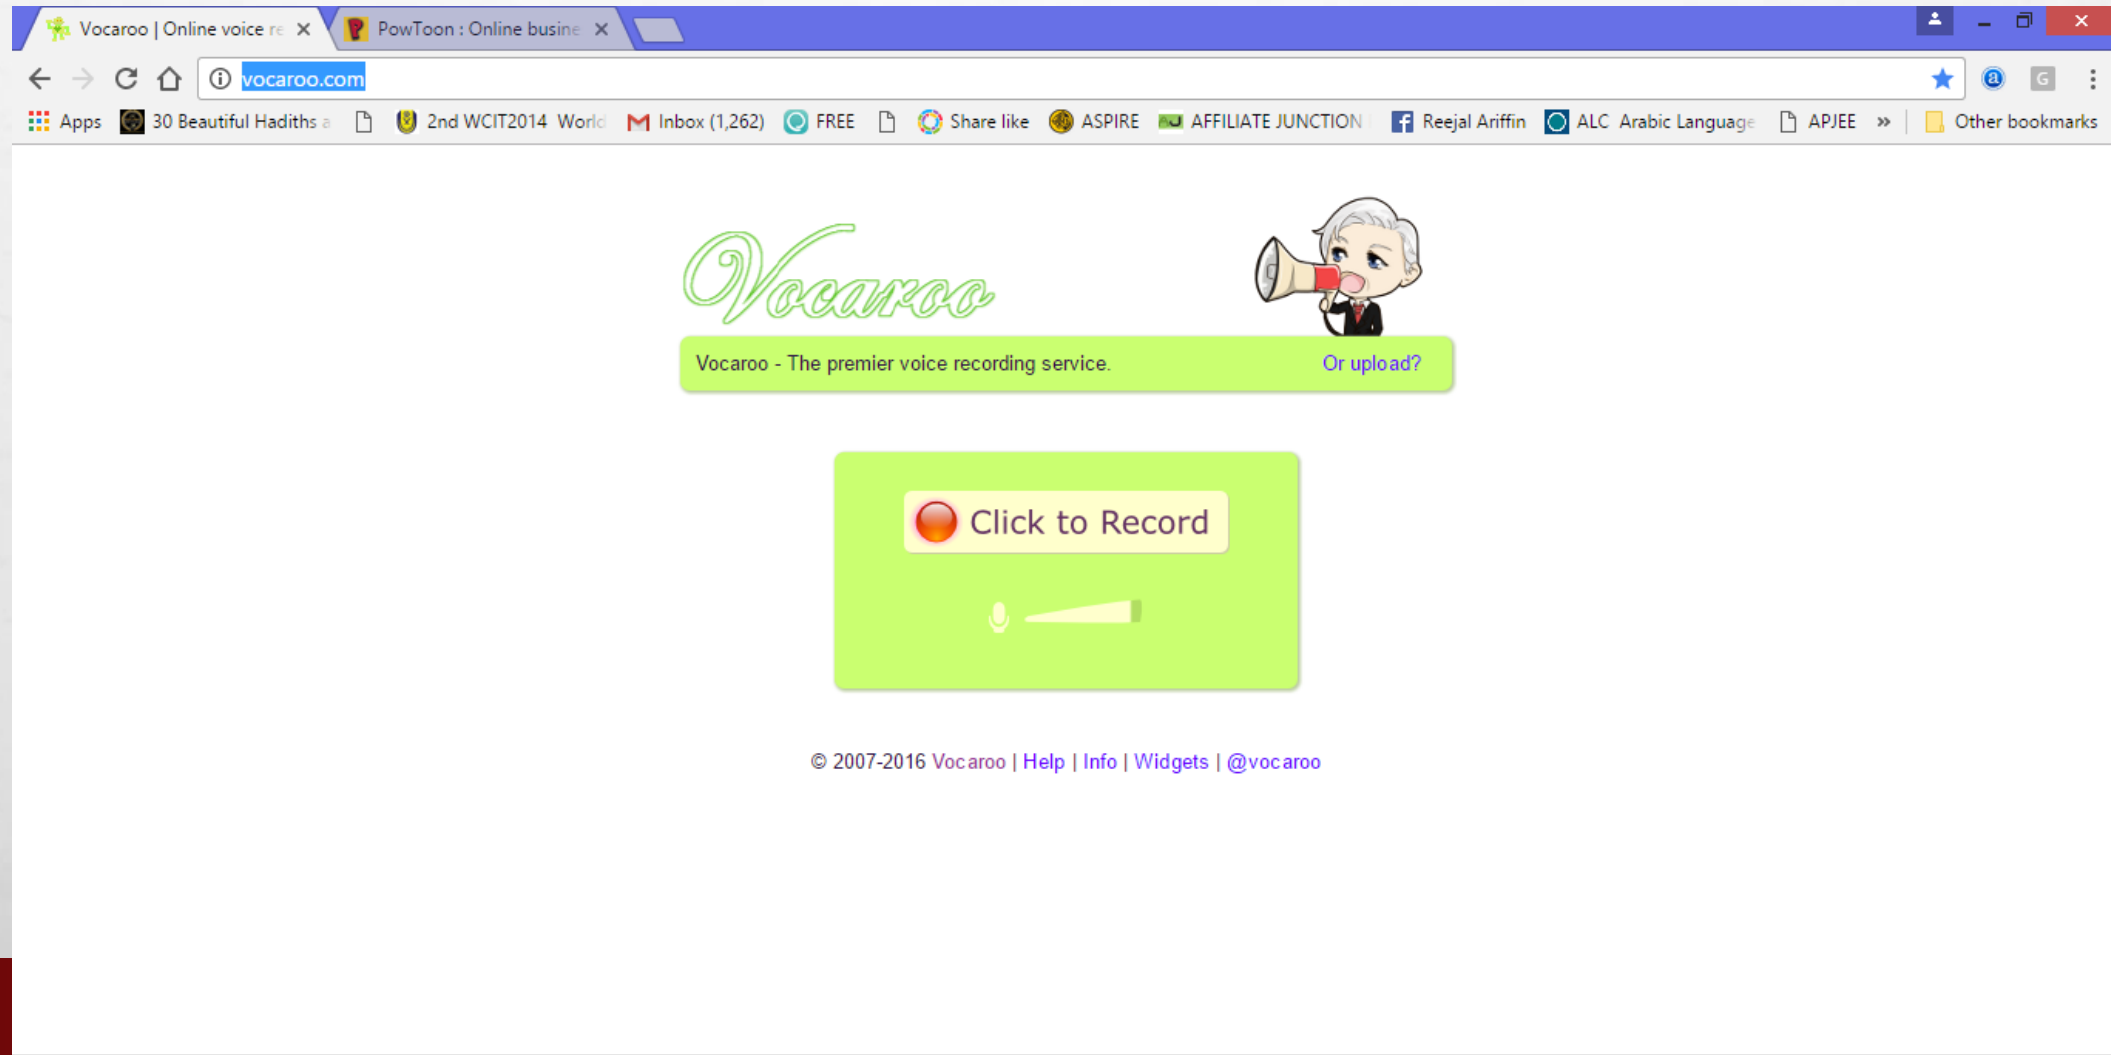 Vocaroo | Online voice re
PowToon : Online busine
vocaroo.com
Apps 30 Beautiful Hadiths a 2nd WCIT2014 World Inbox (1,262) FREE Share like ASPIRE AFFILIATE JUNCTION Reejal Ariffin ALC Arabic Language APJEE » Other bookmarks
Vocaroo
Vocaroo - The premier voice recording service. Or upload?
Click to Record
© 2007-2016 Vocaroo | Help | Info | Widgets | @vocaroo